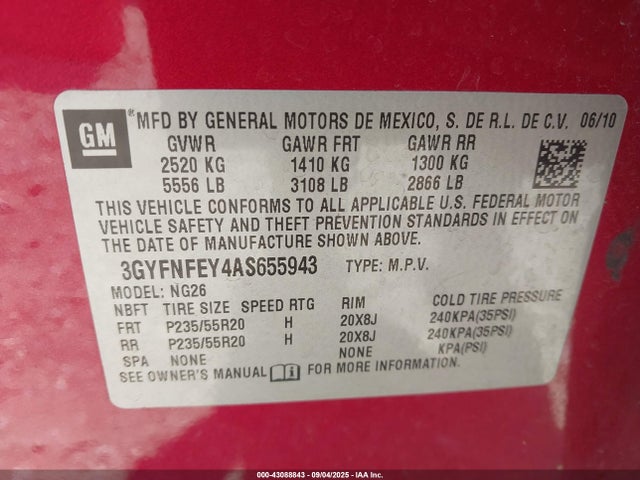 GM ® MFD BY GENERAL MOTORS DE MEXICO, S. DE R.L. DE C.V. 06/10
GVWR GAWR FRT GAWR RR
2520 KG 1410 KG 1300 KG
5556 LB 3108 LB 2866 LB
THIS VEHICLE CONFORMS TO ALL APPLICABLE U.S. FEDERAL MOTOR
VEHICLE SAFETY AND THEFT PREVENTION STANDARDS IN EFFECT ON
THE DATE OF MANUFACTURE SHOWN ABOVE.
3GYFNFEY4AS655943 TYPE: M.P.V.
MODEL: NG26
NBFT TIRE SIZE SPEED RTG RIM COLD TIRE PRESSURE
FRT P235/55R20 H 20X8J 240KPA(35PSI)
RR P235/55R20 H 20X8J 240KPA(35PSI)
SPA NONE NONE KPA(PSI)
SEE OWNER'S MANUAL FOR MORE INFORMATION.
000-43088843 - 09/04/2025 - IAA Inc.